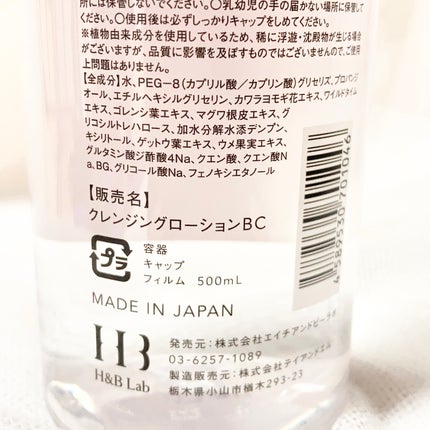 所には保管しないでください。〇乳幼児の手の届かない場所に保管して
ください。〇使用後は必ずしっかりキャップをしめてください。
※植物由来成分を使用しているため、稀に浮遊・沈殿物が生じる場合
がございますが、品質に影響を及ぼすものではございませんので、ご使用
上問題はありません。
【全成分】水、PEG−8（カプリル酸／カプリン酸）グリセリズ、プロパンジ
オール、エチルヘキシルグリセリン、カワラヨモギ花エキス、ワイルドタイム
エキス、ゴレンシ葉エキス、マグワ根皮エキス、グ
リコシルトレハロース、加水分解水添デンプン、
キシリトール、ゲットウ葉エキス、ウメ果実エキス、
グルタミン酸ジ酢酸4Na、クエン酸、クエン酸N
a、BG、グリコール酸Na、フェノキシエタノール
【販売名】
クレンジングローションBC
プラ
容器
キャップ
フィルム 500mL
4589530701046
MADE IN JAPAN
HB
H&B Lab
発売元：株式会社エイチアンドビーラボ
03-6257-1089
製造販売元：株式会社ティアンドエル
栃木県小山市横木293-23